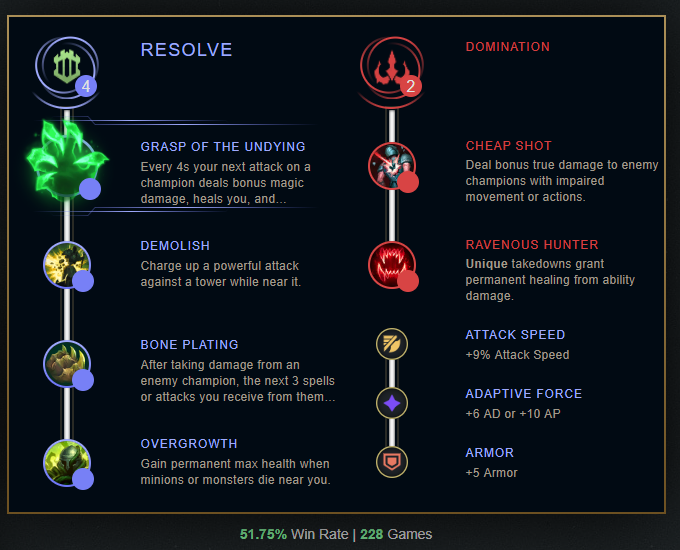 RESOLVE
4
GRASP OF THE UNDYING
Every 4s your next attack on a
champion deals bonus magic
damage, heals you, and...
DEMOLISH
Charge up a powerful attack
against a tower while near it.
BONE PLATING
After taking damage from an
enemy champion, the next 3 spells
or attacks you receive from them...
OVERGROWTH
Gain permanent max health when
minions or monsters die near you.
DOMINATION
2
CHEAP SHOT
Deal bonus true damage to enemy
champions with impaired
movement or actions.
RAVENOUS HUNTER
Unique takedowns grant
permanent healing from ability
damage.
ATTACK SPEED
+9% Attack Speed
ADAPTIVE FORCE
+6 AD or +10 AP
ARMOR
+5 Armor
51.75% Win Rate | 228 Games